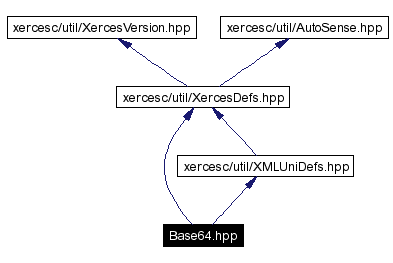 xercesc/util/XercesVersion.hpp
xercesc/util/AutoSense.hpp
xercesc/util/XercesDefs.hpp
xercesc/util/XMLUniDefs.hpp
Base64.hpp